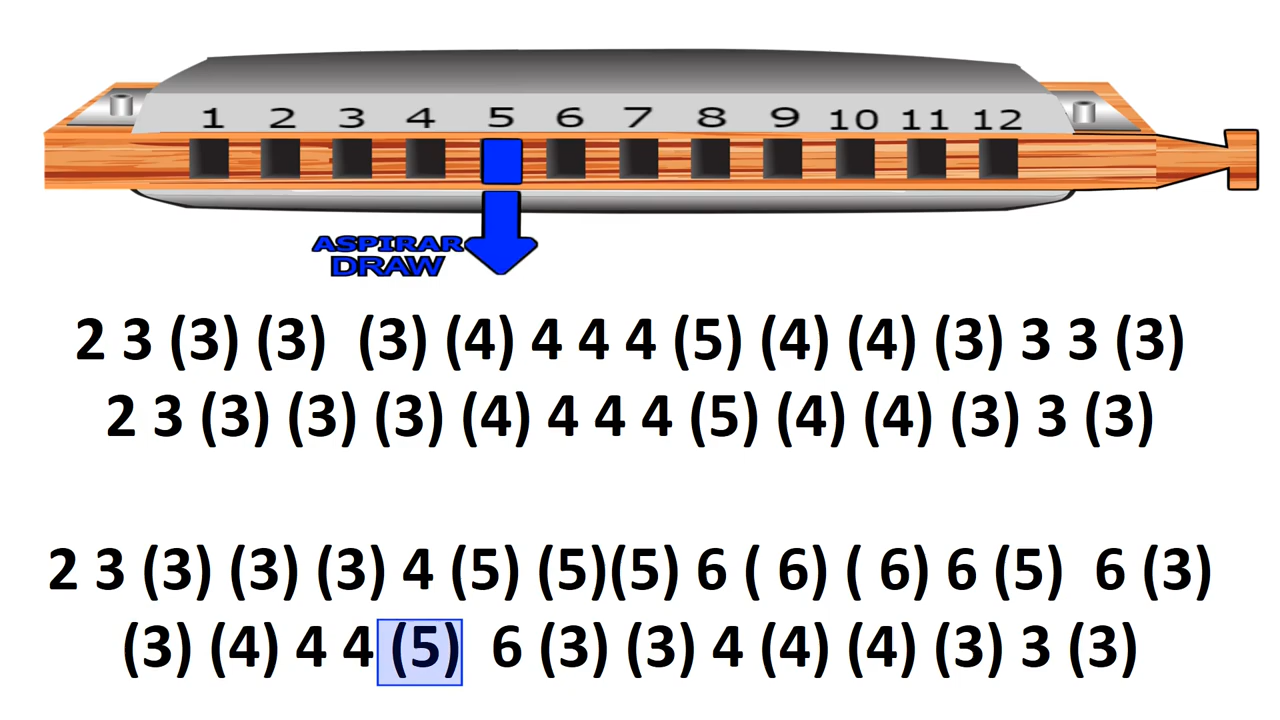 1 2 3 4 5 6 7 8 9 10 11 12
ASPIRAR
DRAW
2 3 (3) (3) (3) (4) 4 4 4 (5) (4) (4) (3) 3 3 (3)
2 3 (3) (3) (3) (4) 4 4 4 (5) (4) (4) (3) 3 (3)
2 3 (3) (3) (3) 4 (5) (5)(5) 6 ( 6) ( 6) 6 (5) 6 (3)
(3) (4) 4 4 (5) 6 (3) (3) 4 (4) (4) (3) 3 (3)